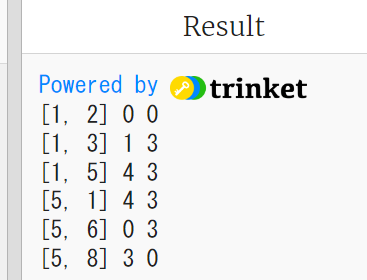 Result
Powered by trinket
[1, 2] 0 0
[1, 3] 1 3
[1, 5] 4 3
[5, 1] 4 3
[5, 6] 0 3
[5, 8] 3 0